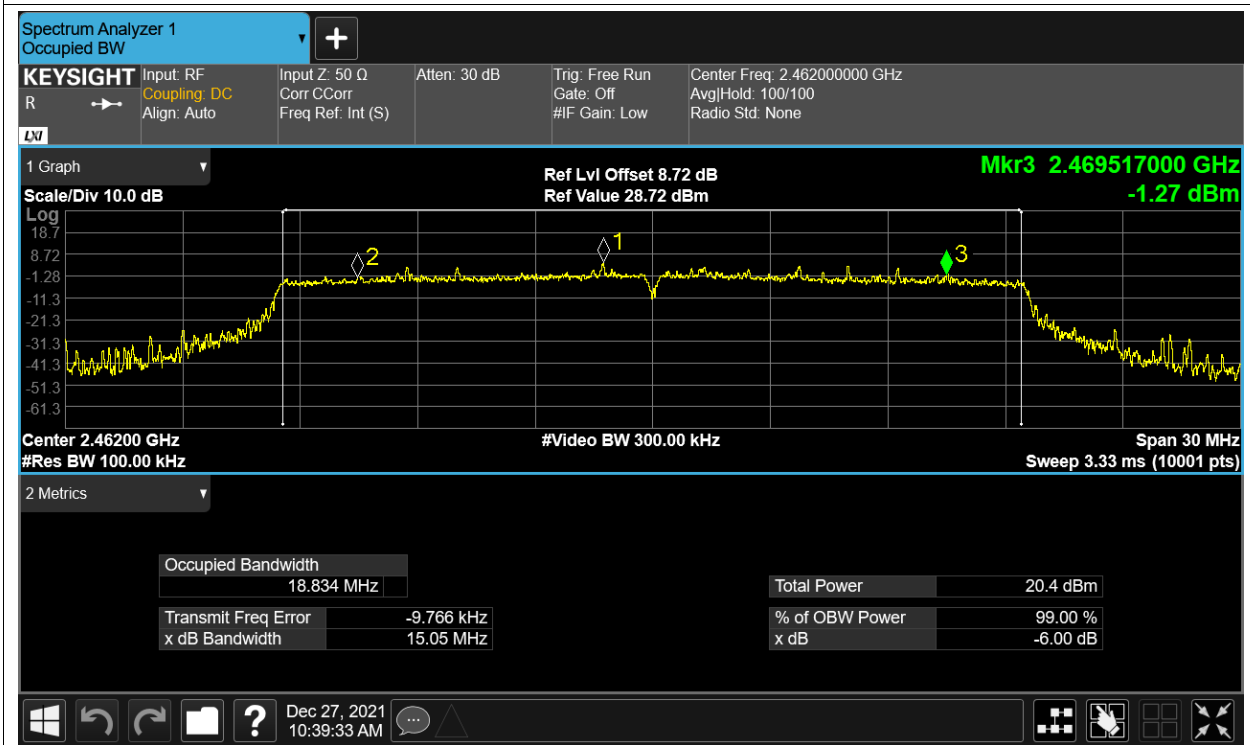 Spectrum Analyzer 1
Occupied BW
KEYSIGHT
R
LXI
Input: RF
Coupling: DC
Align: Auto
Input Z: 50 Ω
Corr CCorr
Freq Ref: Int (S)
Atten: 30 dB
Trig: Free Run
Gate: Off
#IF Gain: Low
Center Freq: 2.462000000 GHz
Avg|Hold: 100/100
Radio Std: None
1 Graph
Scale/Div 10.0 dB
Ref Lvl Offset 8.72 dB
Ref Value 28.72 dBm
Mkr3 2.469517000 GHz
-1.27 dBm
Log
18.7
8.72
-1.28
-11.3
-21.3
-31.3
-41.3
-51.3
-61.3
2
1
3
Center 2.46200 GHz
#Res BW 100.00 kHz
#Video BW 300.00 kHz
Span 30 MHz
Sweep 3.33 ms (10001 pts)
2 Metrics
Occupied Bandwidth
18.834 MHz
Transmit Freq Error -9.766 kHz
x dB Bandwidth 15.05 MHz
Total Power 20.4 dBm
% of OBW Power 99.00 %
x dB -6.00 dB
?
Dec 27, 2021
10:39:33 AM